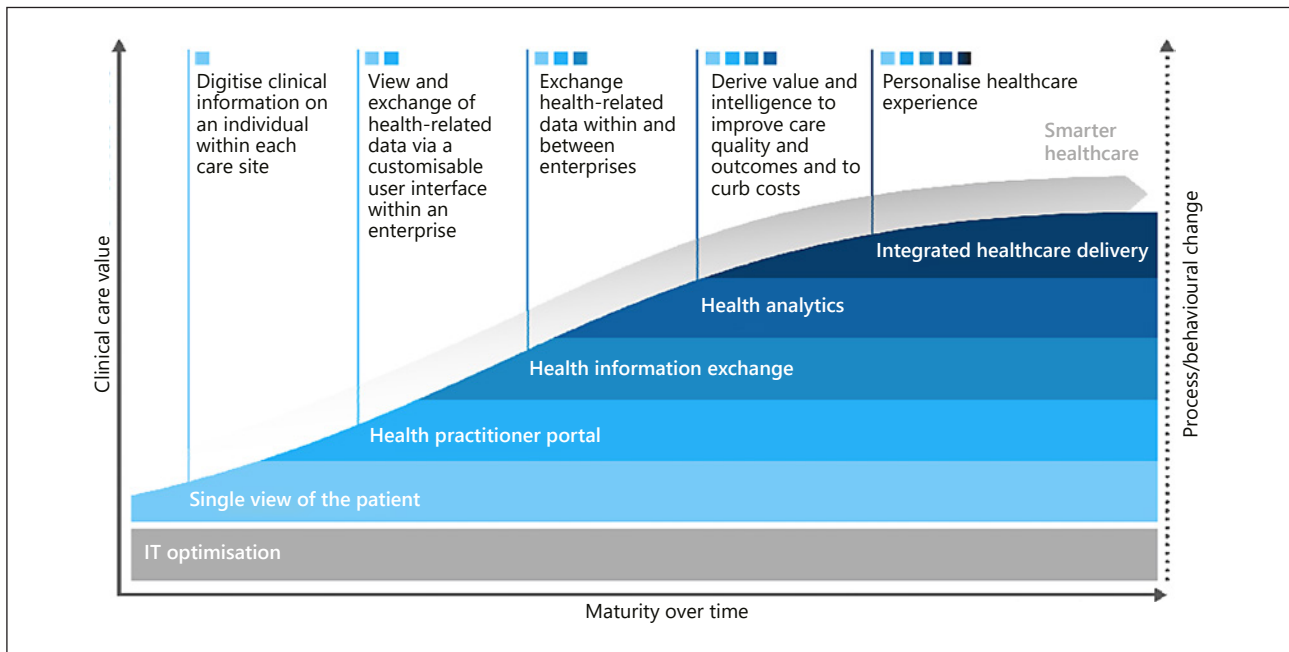 Digitise clinical
information on
an individual
within each
care site
View and
exchange of
health-related
data via a
customisable
user interface
within an
enterprise
Exchange
health-related
data within and
between
enterprises
Derive value and
intelligence to
improve care
quality and
outcomes and to
curb costs
Personalise healthcare
experience
Smarter
healthcare
Clinical care value
Process/behavioural change
Integrated healthcare delivery
Health analytics
Health information exchange
Health practitioner portal
Single view of the patient
IT optimisation
Maturity over time